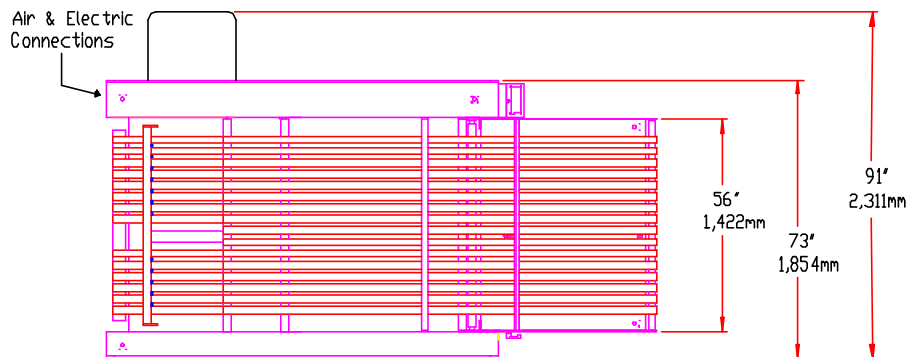 Air & Electric
Connections
91"
2,311mm
56"
1,422mm
73"
1,854mm